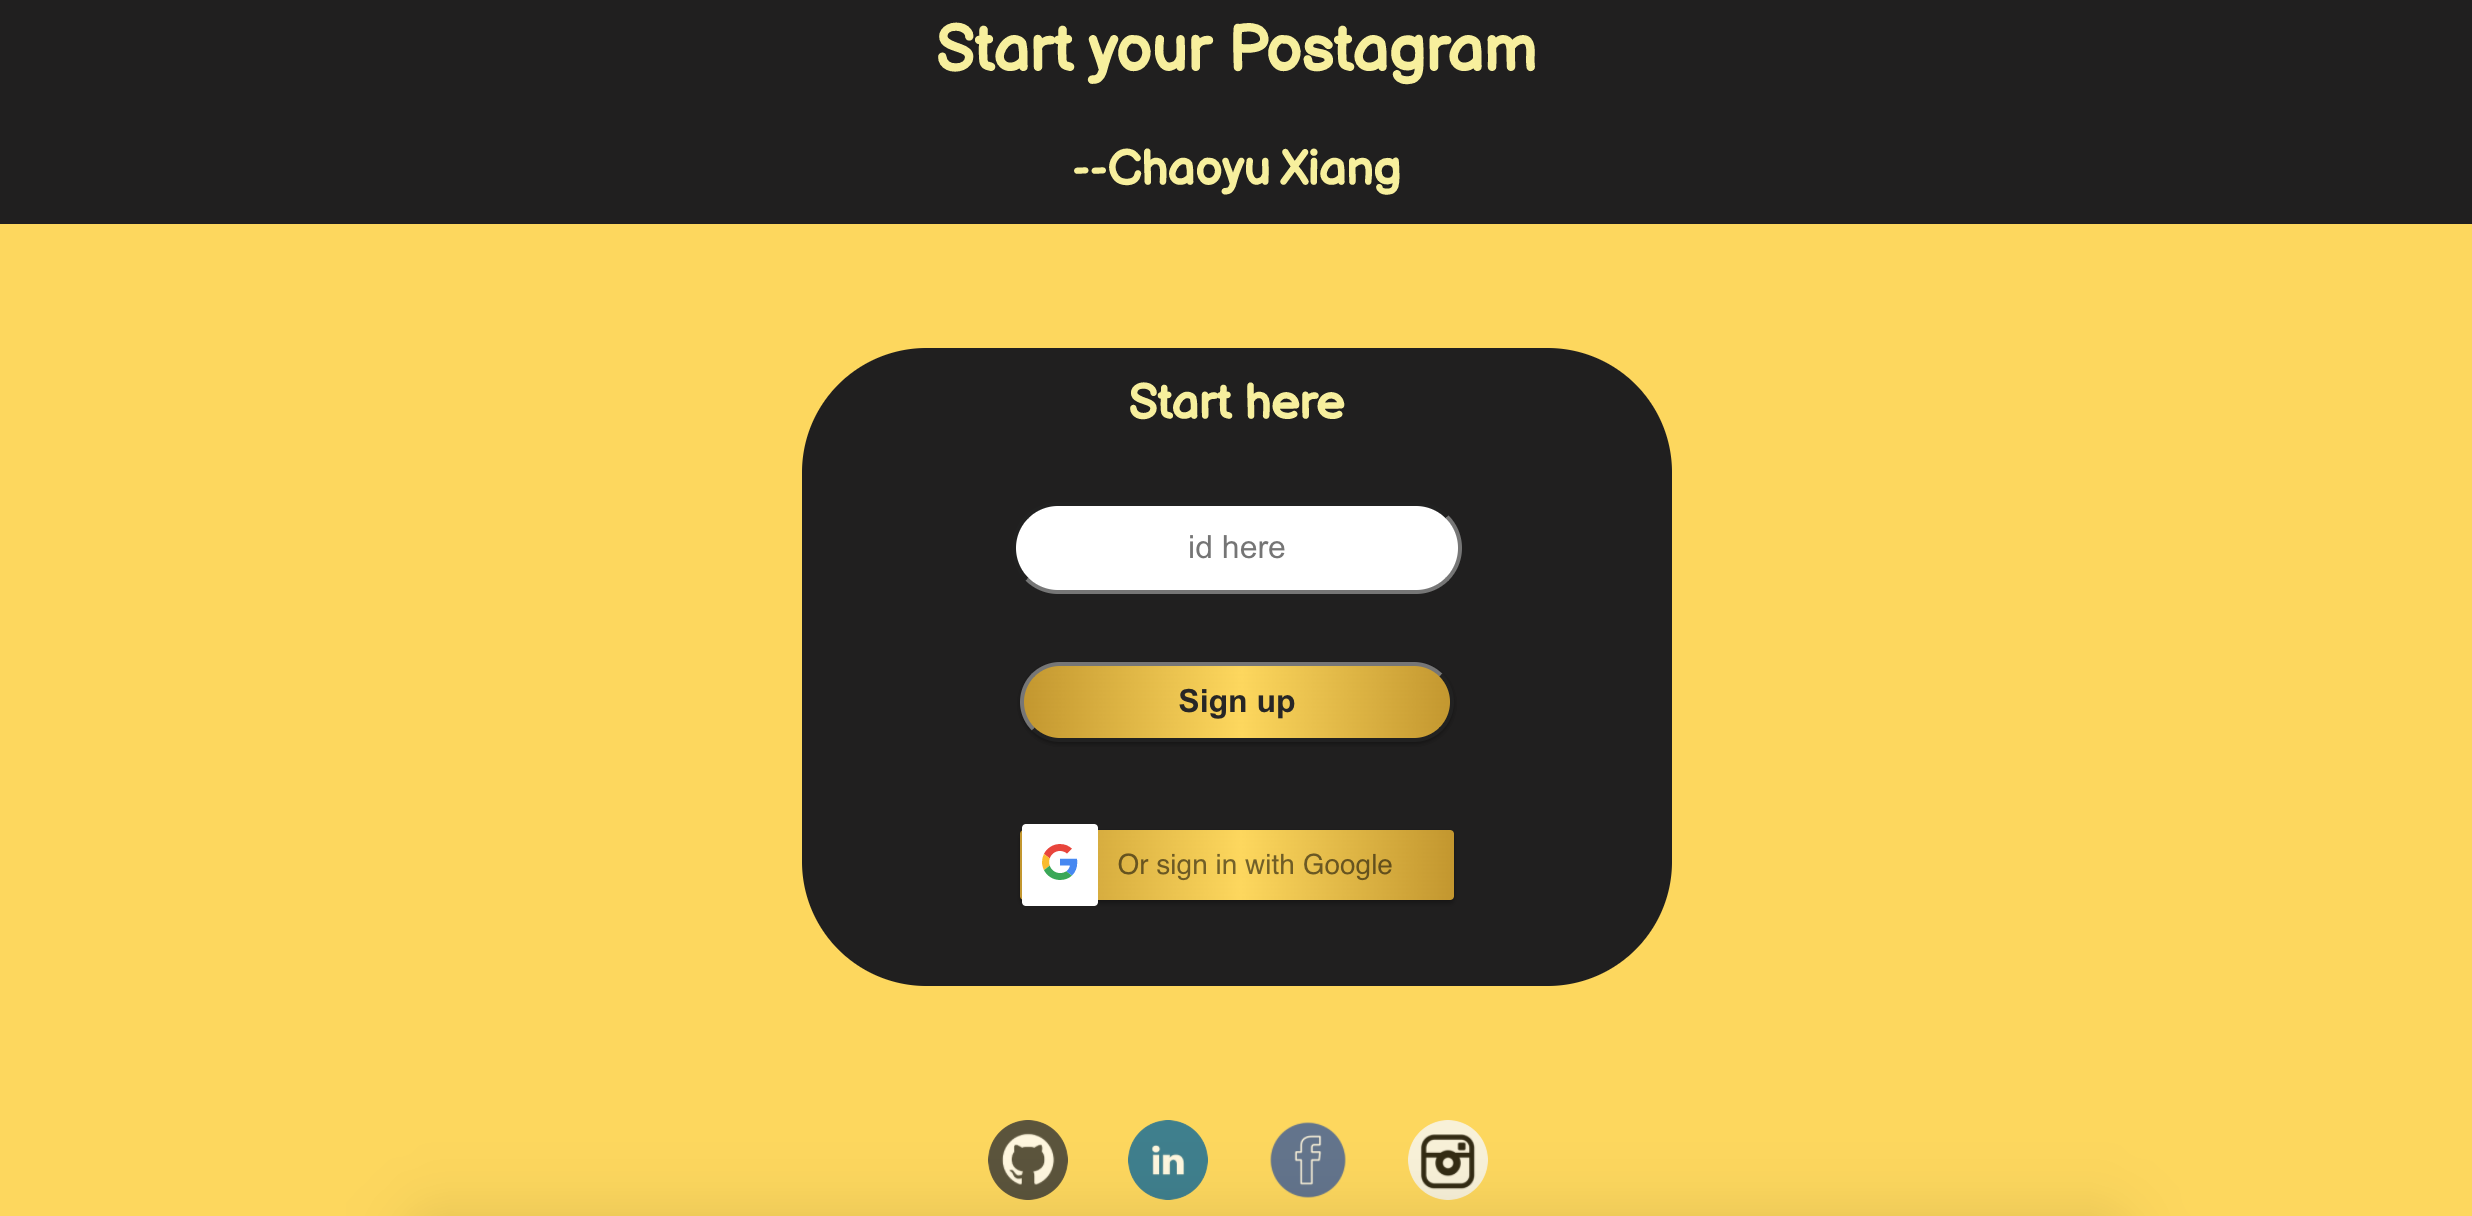 Start your Postagram
--Chaoyu Xiang
Start here
id here
Sign up
Or sign in with Google
in
f